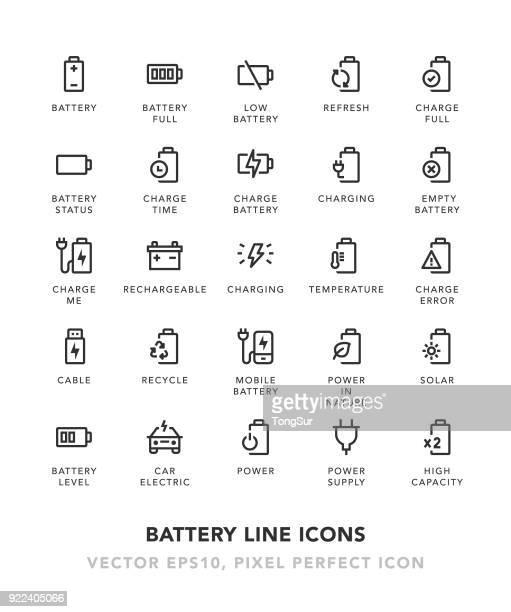 BATTERY
BATTERY
FULL
LOW
BATTERY
REFRESH
CHARGE
FULL
BATTERY
STATUS
CHARGE
TIME
CHARGE
BATTERY
CHARGING
EMPTY
BATTERY
CHARGE
ME
RECHARGEABLE
CHARGING
TEMPERATURE
CHARGE
ERROR
CABLE
RECYCLE
MOBILE
BATTERY
POWER
IN
NATURE
SOLAR
gettyimages
TongSur
BATTERY
LEVEL
CAR
ELECTRIC
POWER
POWER
SUPPLY
x2
HIGH
CAPACITY
BATTERY LINE ICONS
VECTOR EPS10, PIXEL PERFECT ICON
922405066